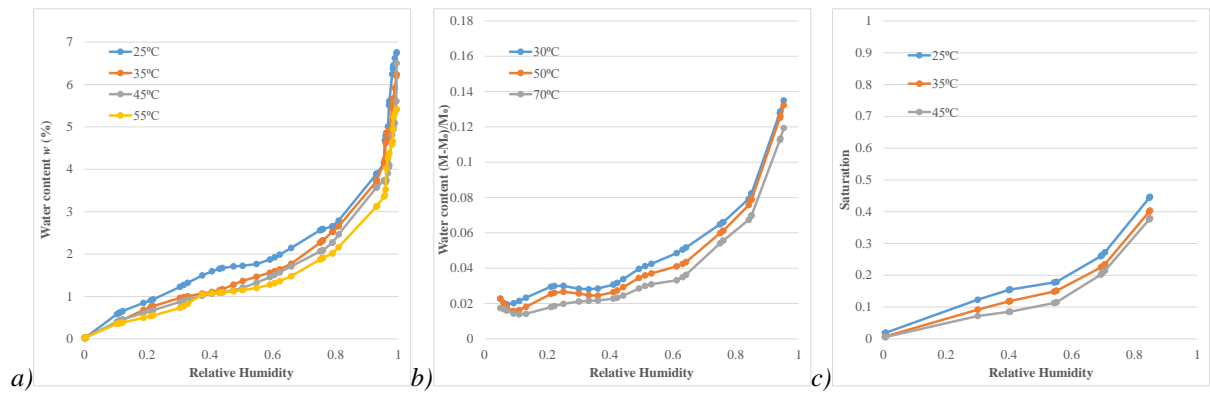 7
6
5
4
3
2
1
0
0 0.2 0.4 0.6 0.8 1
Water content w (%)
Relative Humidity
25ºC
35ºC
45ºC
55ºC
a)
0.18
0.16
0.14
0.12
0.1
0.08
0.06
0.04
0.02
0
0 0.2 0.4 0.6 0.8 1
Water content (M-M₀)/M₀
Relative Humidity
30ºC
50ºC
70ºC
b)
1
0.9
0.8
0.7
0.6
0.5
0.4
0.3
0.2
0.1
0
0 0.2 0.4 0.6 0.8 1
Saturation
Relative Humidity
25ºC
35ºC
45ºC
c)